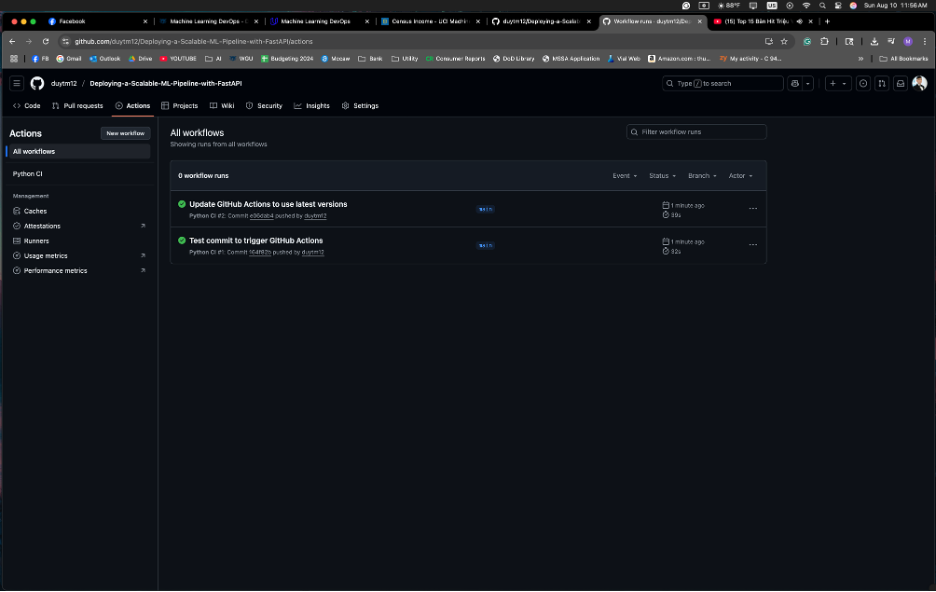 88°F US Sun Aug 10 11:56AM
Facebook Machine Learning DevOps - Machine Learning DevOps Census Income - UCI Machin duytm12/Deploying-a-Scalab Workflow runs · duytm12/De (15) Top 15 Bản Hit Triệu
github.com/duytm12/Deploying-a-Scalable-ML-Pipeline-with-FastAPI/actions
FB Gmail Outlook Drive YOUTUBE AI WGU Budgeting 2024 Mosaw Bank Utility Consumer Reports DoD Library MSSA Application Vial Web Amazon.com : thu... My activity - C 94... » All Bookmarks
duytm12 / Deploying-a-Scalable-ML-Pipeline-with-FastAPI Type / to search
Code Pull requests Actions Projects Wiki Security Insights Settings
Actions New workflow
All workflows
Python CI
Management
Caches
Attestations
Runners
Usage metrics
Performance metrics
All workflows
Showing runs from all workflows
Filter workflow runs
0 workflow runs Event Status Branch Actor
Update GitHub Actions to use latest versions main 1 minute ago
Python CI #2: Commit pushed by duytm12
Test commit to trigger GitHub Actions main 1 minute ago
Python CI #1: Commit pushed by duytm12